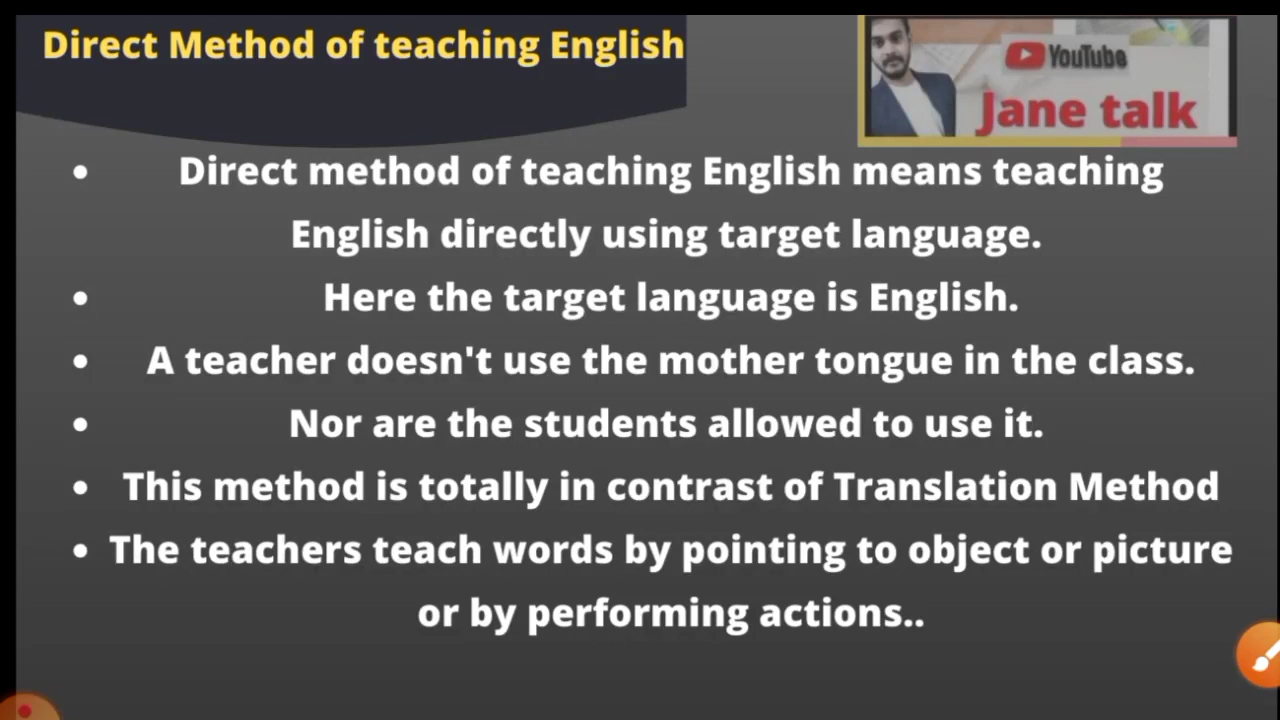 Direct Method of teaching English
YouTube
Jane talk
• Direct method of teaching English means teaching
English directly using target language.
• Here the target language is English.
• A teacher doesn't use the mother tongue in the class.
• Nor are the students allowed to use it.
• This method is totally in contrast of Translation Method
• The teachers teach words by pointing to object or picture
or by performing actions..